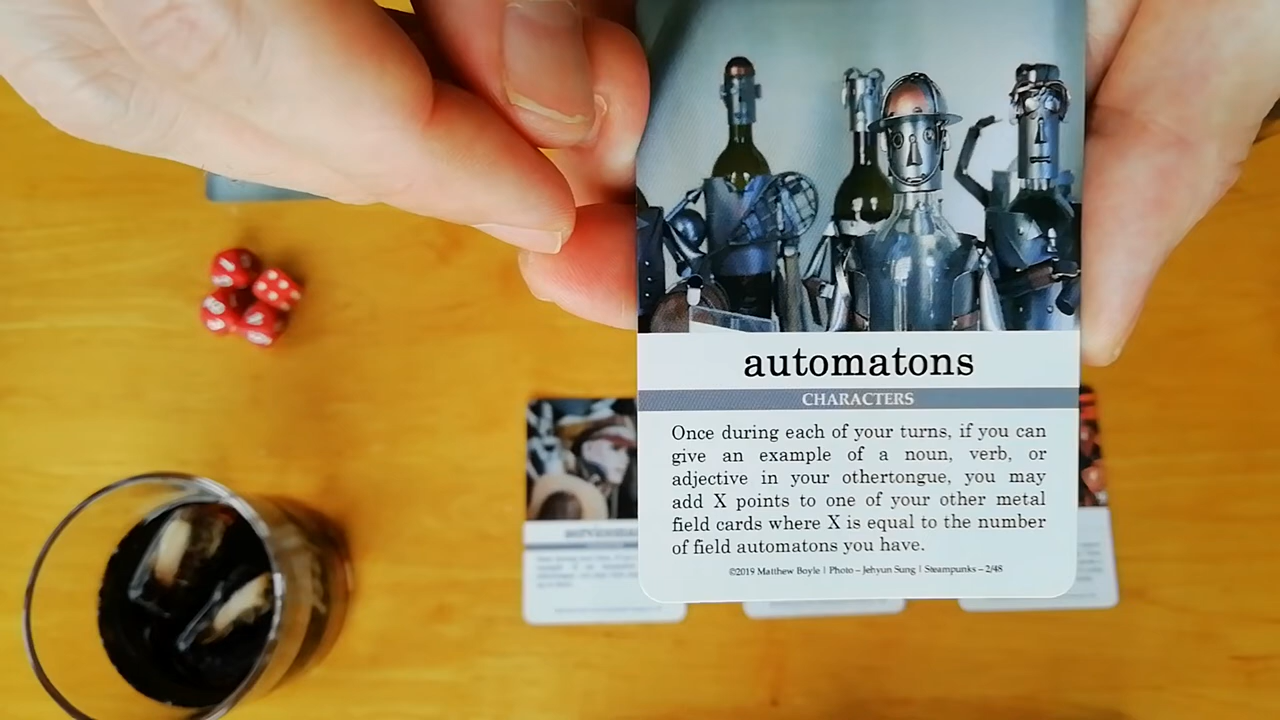 automatons
CHARACTERS
Once during each of your turns, if you can
give an example of a noun, verb, or
adjective in your othertongue, you may
add X points to one of your other metal
field cards where X is equal to the number
of field automatons you have.
©2019 Matthew Boyle | Photo – Jehyun Sung | Steampunks – 2/48